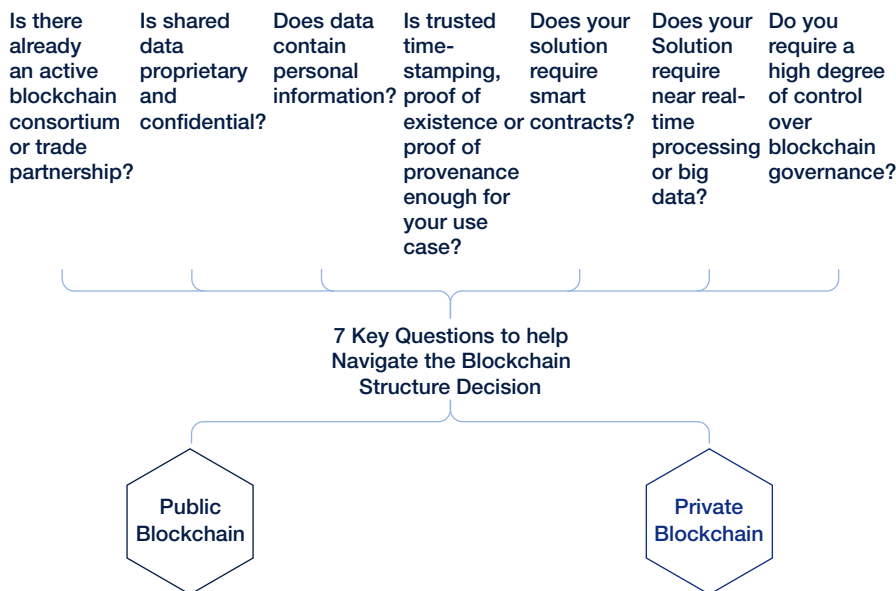 Is there
already
an active
blockchain
consortium
or trade
partnership?
Is shared
data
proprietary
and
confidential?
Does data
contain
personal
information?
Is trusted
time-
stamping,
proof of
existence or
proof of
provenance
enough for
your use
case?
Does your
solution
require
smart
contracts?
Does your
Solution
require
near real-
time
processing
or big
data?
Do you
require a
high degree
of control
over
blockchain
governance?
7 Key Questions to help
Navigate the Blockchain
Structure Decision
Public
Blockchain
Private
Blockchain